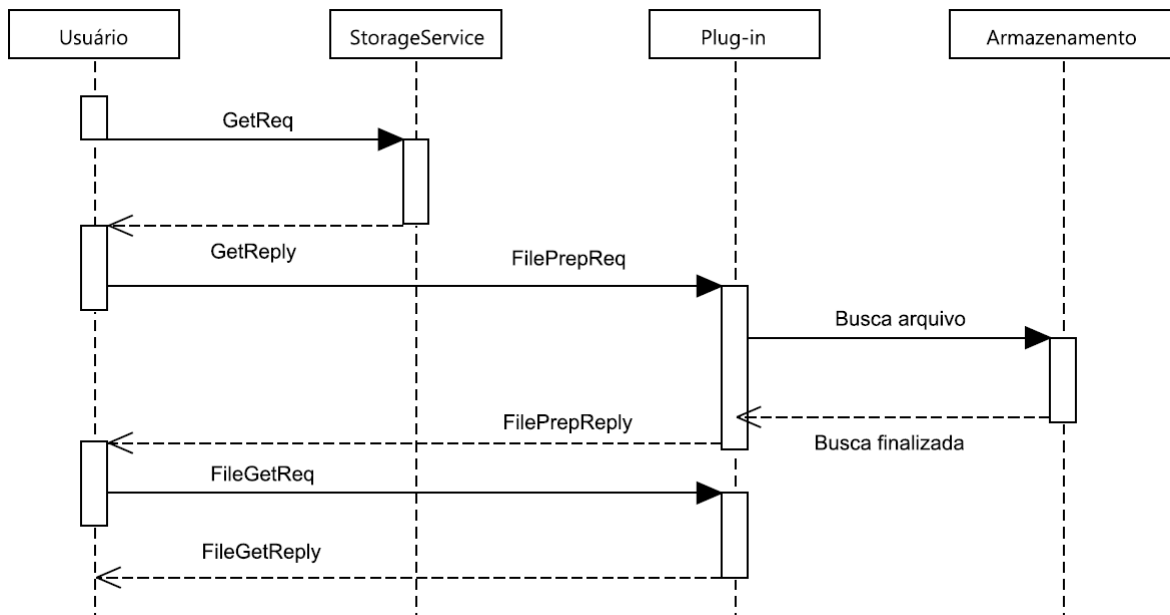 Usuário
StorageService
Plug-in
Armazenamento
GetReq
GetReply
FilePrepReq
Busca arquivo
FilePrepReply
Busca finalizada
FileGetReq
FileGetReply